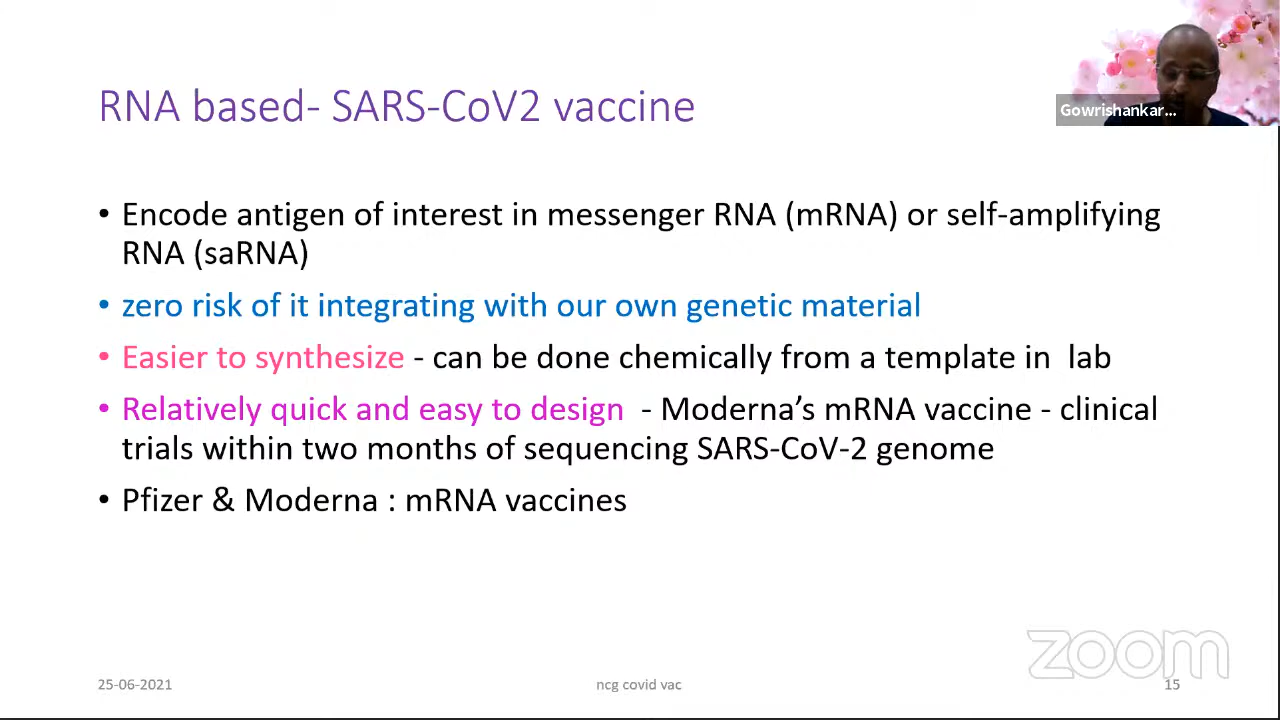 Gowrishankar...
RNA based- SARS-CoV2 vaccine
• Encode antigen of interest in messenger RNA (mRNA) or self-amplifying
RNA (saRNA)
• zero risk of it integrating with our own genetic material
• Easier to synthesize - can be done chemically from a template in lab
• Relatively quick and easy to design - Moderna’s mRNA vaccine - clinical
trials within two months of sequencing SARS-CoV-2 genome
• Pfizer & Moderna : mRNA vaccines
zoom
25-06-2021
ncg covid vac
15